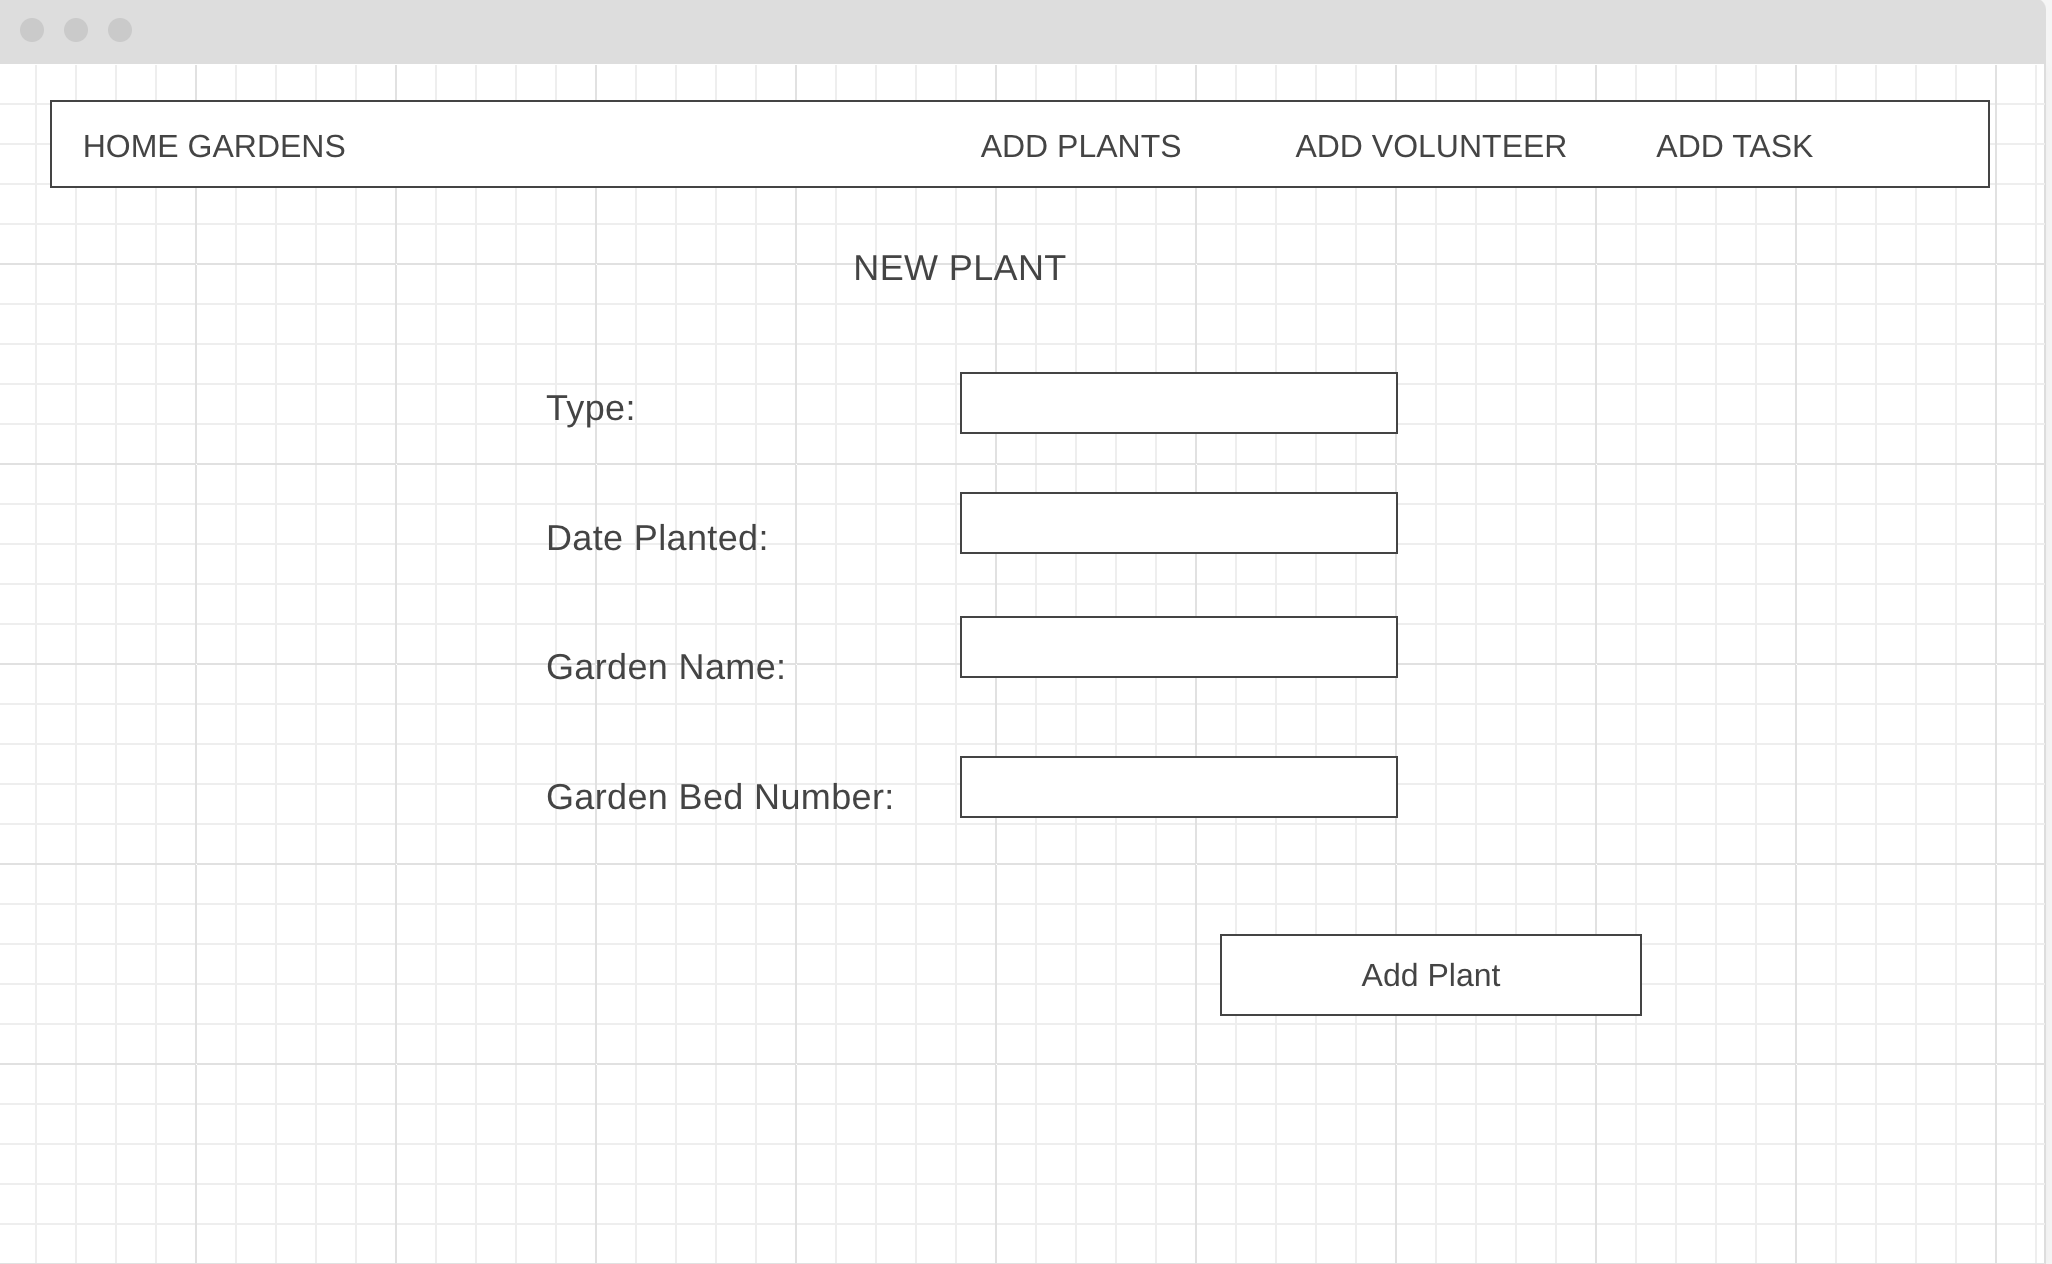 HOME GARDENS ADD PLANTS ADD VOLUNTEER ADD TASK
NEW PLANT
Type:
Date Planted:
Garden Name:
Garden Bed Number:
Add Plant